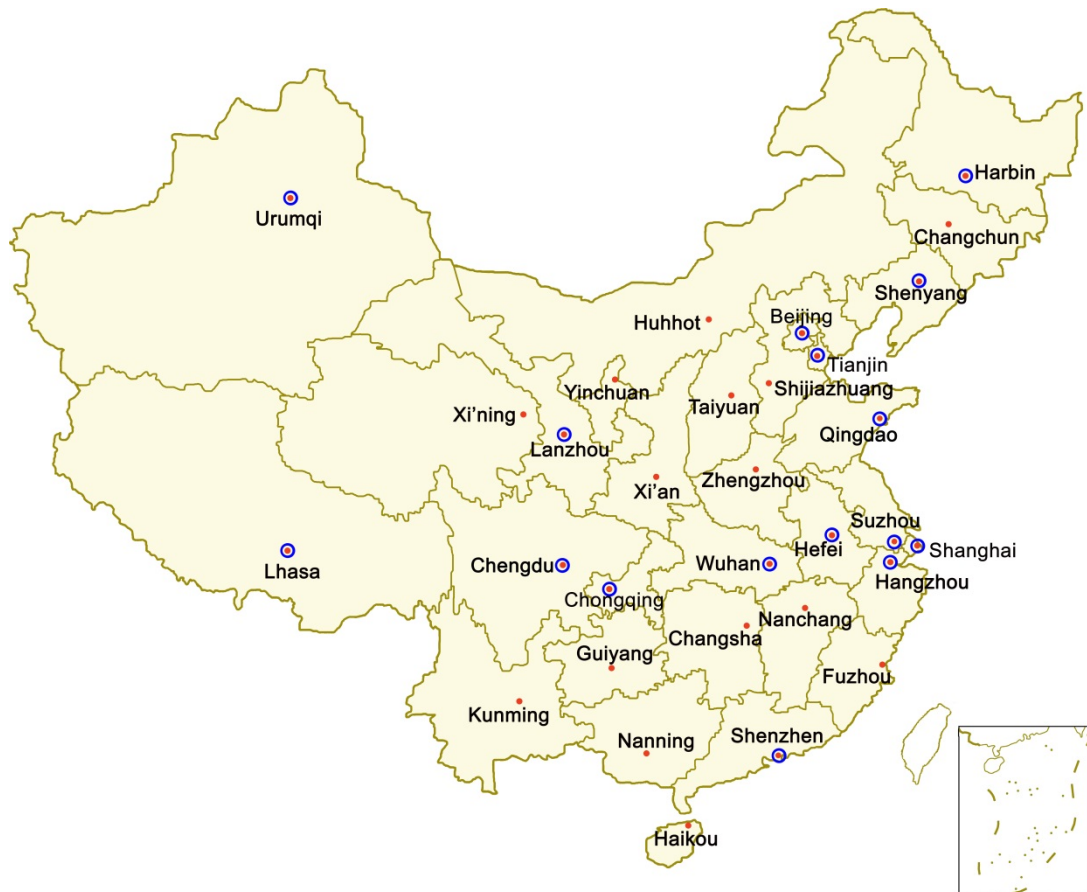 Harbin
Urumqi
Changchun
Shenyang
Beijing
Huhhot
Tianjin
Yinchuan
Shijiazhuang
Taiyuan
Xi'ning
Qingdao
Lanzhou
Zhengzhou
Xi'an
Suzhou
Hefei
Shanghai
Lhasa
Chengdu
Wuhan
Hangzhou
Chongqing
Nanchang
Changsha
Guiyang
Fuzhou
Kunming
Nanning
Shenzhen
Haikou